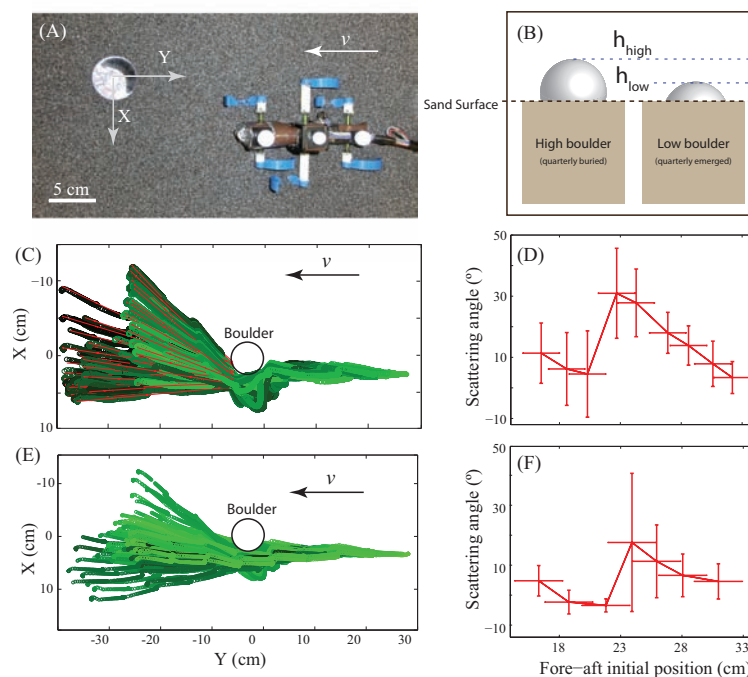 (A)
v
Y
X
5 cm
(B)
h high
h low
Sand Surface
High boulder
(quarterly buried)
Low boulder
(quarterly emerged)
(C)
v
Boulder
X (cm)
−10
0
10
(D)
Scattering angle (°)
50
30
10
−10
(E)
v
Boulder
X (cm)
-10
0
10
-30 -20 -10 0 10 20 30
Y (cm)
(F)
Scattering angle (°)
50
30
10
−10
18 23 28 33
Fore−aft initial position (cm)